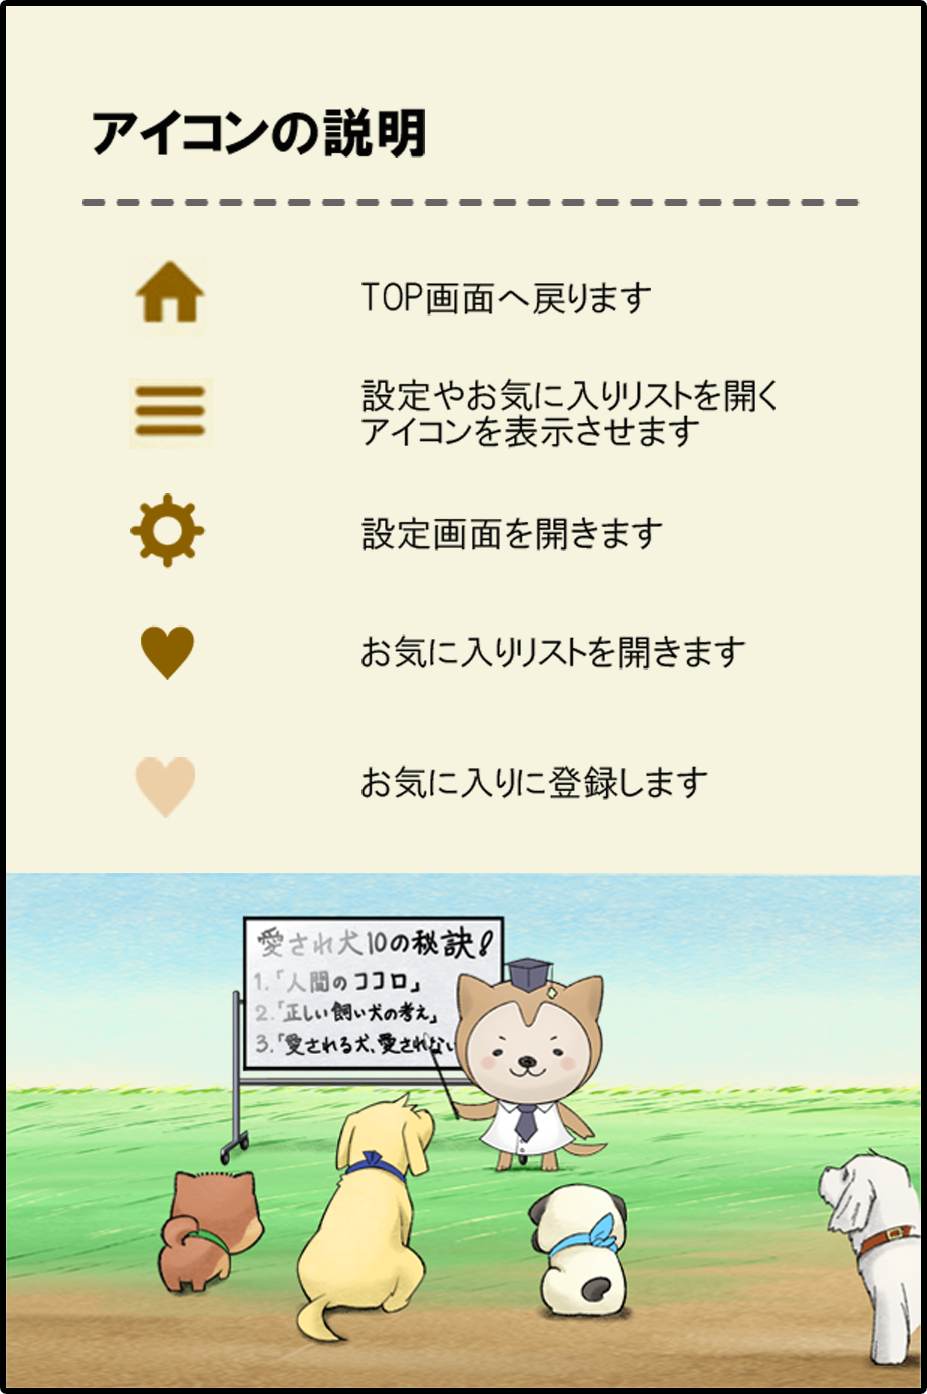 アイコンの説明
TOP画面へ戻ります
設定やお気に入りリストを開く
アイコンを表示させます
設定画面を開きます
お気に入りリストを開きます
お気に入りに登録します
愛され犬10の秘訣!
1.「人間のココロ」
2.「正しい飼い犬の考え」
3.「愛される犬、愛されない